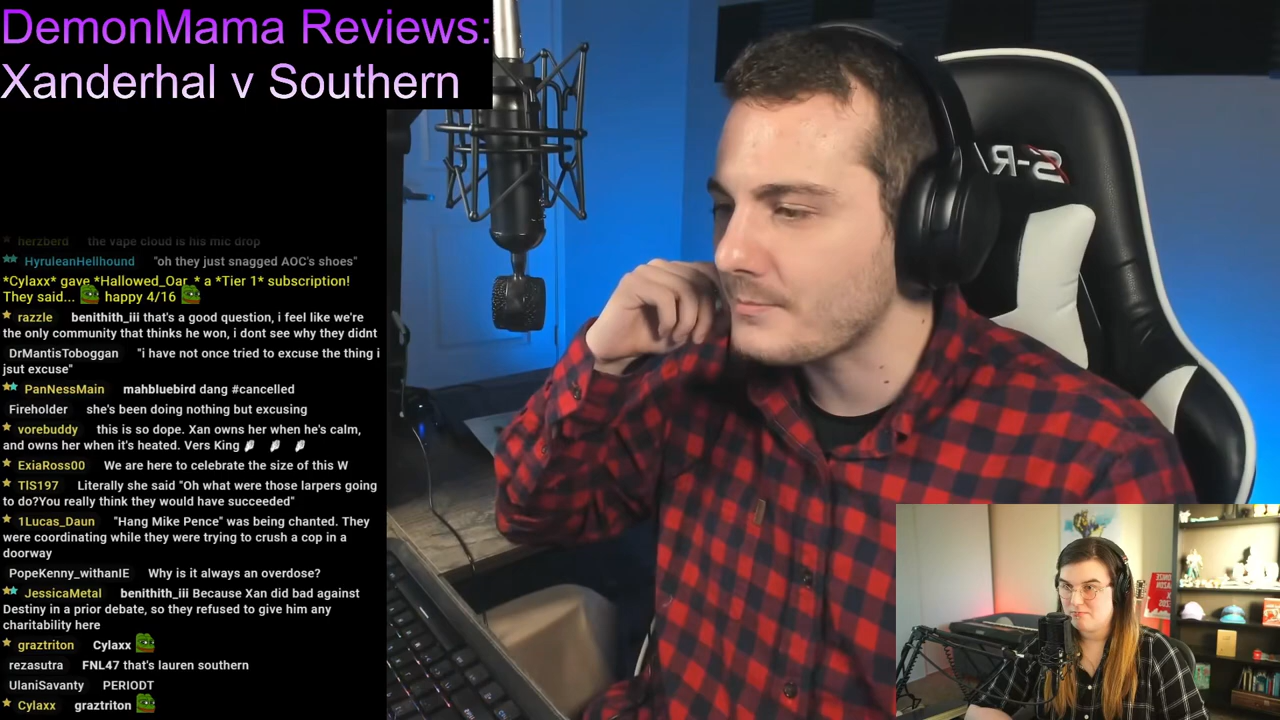 DemonMama Reviews:
Xanderhal v Southern
herzberd the vape cloud is his mic drop
HyruleanHellhound "oh they just snagged AOC's shoes"
*Cylaxx* gave *Hallowed_Oar_* a *Tier 1* subscription!
They said... happy 4/16
razzle benithith_iii that's a good question, i feel like we're
the only community that thinks he won, i dont see why they didnt
DrMantisToboggan "i have not once tried to excuse the thing i
jsut excuse"
PanNessMain mahbluebird dang #cancelled
Fireholder she's been doing nothing but excusing
vorebuddy this is so dope. Xan owns her when he's calm,
and owns her when it's heated. Vers King
ExiaRoss00 We are here to celebrate the size of this W
TlS197 Literally she said "Oh what were those larpers going
to do?You really think they would have succeeded"
1Lucas_Daun "Hang Mike Pence" was being chanted. They
were coordinating while they were trying to crush a cop in a
doorway
PopeKenny_withanIE Why is it always an overdose?
JessicaMetal benithith_iii Because Xan did bad against
Destiny in a prior debate, so they refused to give him any
charitability here
graztriton Cylaxx
rezasutra FNL47 that's lauren southern
UlaniSavanty PERIODT
Cylaxx graztriton
S-R